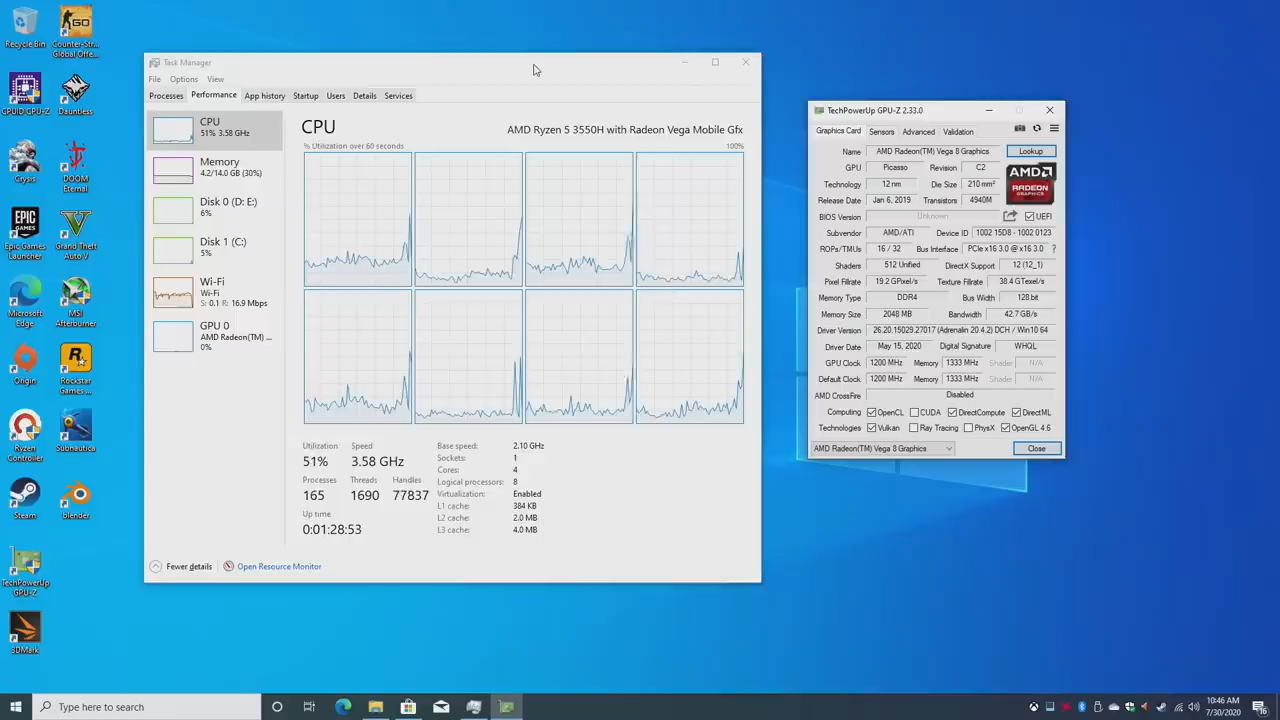 Recycle Bin
Counter-Str...
Global Offe...
CPUID CPU-Z
Dauntless
Crysis
DOOM
Eternal
Epic Games
Launcher
Grand Theft
Auto V
Microsoft
Edge
MSI
Afterburner
Origin
Rockstar
Games ...
Ryzen
Controller
Subnautica
Steam
Blender
TechPowerUp
GPU-Z
3DMark
Task Manager
File Options View
Processes Performance App history Startup Users Details Services
CPU
51% 3.58 GHz
Memory
4.2/14.0 GB (30%)
Disk 0 (D: E:)
6%
Disk 1 (C:)
5%
Wi-Fi
Wi-Fi
S: 0.1 R: 16.9 Mbps
GPU 0
AMD Radeon(TM) ...
0%
CPU AMD Ryzen 5 3550H with Radeon Vega Mobile Gfx
% Utilization over 60 seconds 100%
Utilization Speed
51% 3.58 GHz
Processes Threads Handles
165 1690 77837
Up time
0:01:28:53
Base speed: 2.10 GHz
Sockets: 1
Cores: 4
Logical processors: 8
Virtualization: Enabled
L1 cache: 384 KB
L2 cache: 2.0 MB
L3 cache: 4.0 MB
Fewer details Open Resource Monitor
TechPowerUp GPU-Z 2.33.0
Graphics Card Sensors Advanced Validation
Name AMD Radeon(TM) Vega 8 Graphics Lookup
GPU Picasso Revision C2
Technology 12 nm Die Size 210 mm²
Release Date Jan 6, 2019 Transistors 4940M
AMD
RADEON
GRAPHICS
BIOS Version Unknown UEFI
Subvendor AMD/ATI Device ID 1002 15D8 - 1002 0123
ROPs/TMUs 16 / 32 Bus Interface PCIe x16 3.0 @ x16 3.0 ?
Shaders 512 Unified DirectX Support 12 (12_1)
Pixel Fillrate 19.2 GPixel/s Texture Fillrate 38.4 GTexel/s
Memory Type DDR4 Bus Width 128 bit
Memory Size 2048 MB Bandwidth 42.7 GB/s
Driver Version 26.20.15029.27017 (Adrenalin 20.4.2) DCH / Win10 64
Driver Date May 15, 2020 Digital Signature WHQL
GPU Clock 1200 MHz Memory 1333 MHz Shader N/A
Default Clock 1200 MHz Memory 1333 MHz Shader N/A
AMD CrossFire Disabled
Computing OpenCL CUDA DirectCompute DirectML
Technologies Vulkan Ray Tracing PhysX OpenGL 4.6
AMD Radeon(TM) Vega 8 Graphics Close
Type here to search
10:46 AM
7/30/2020
16